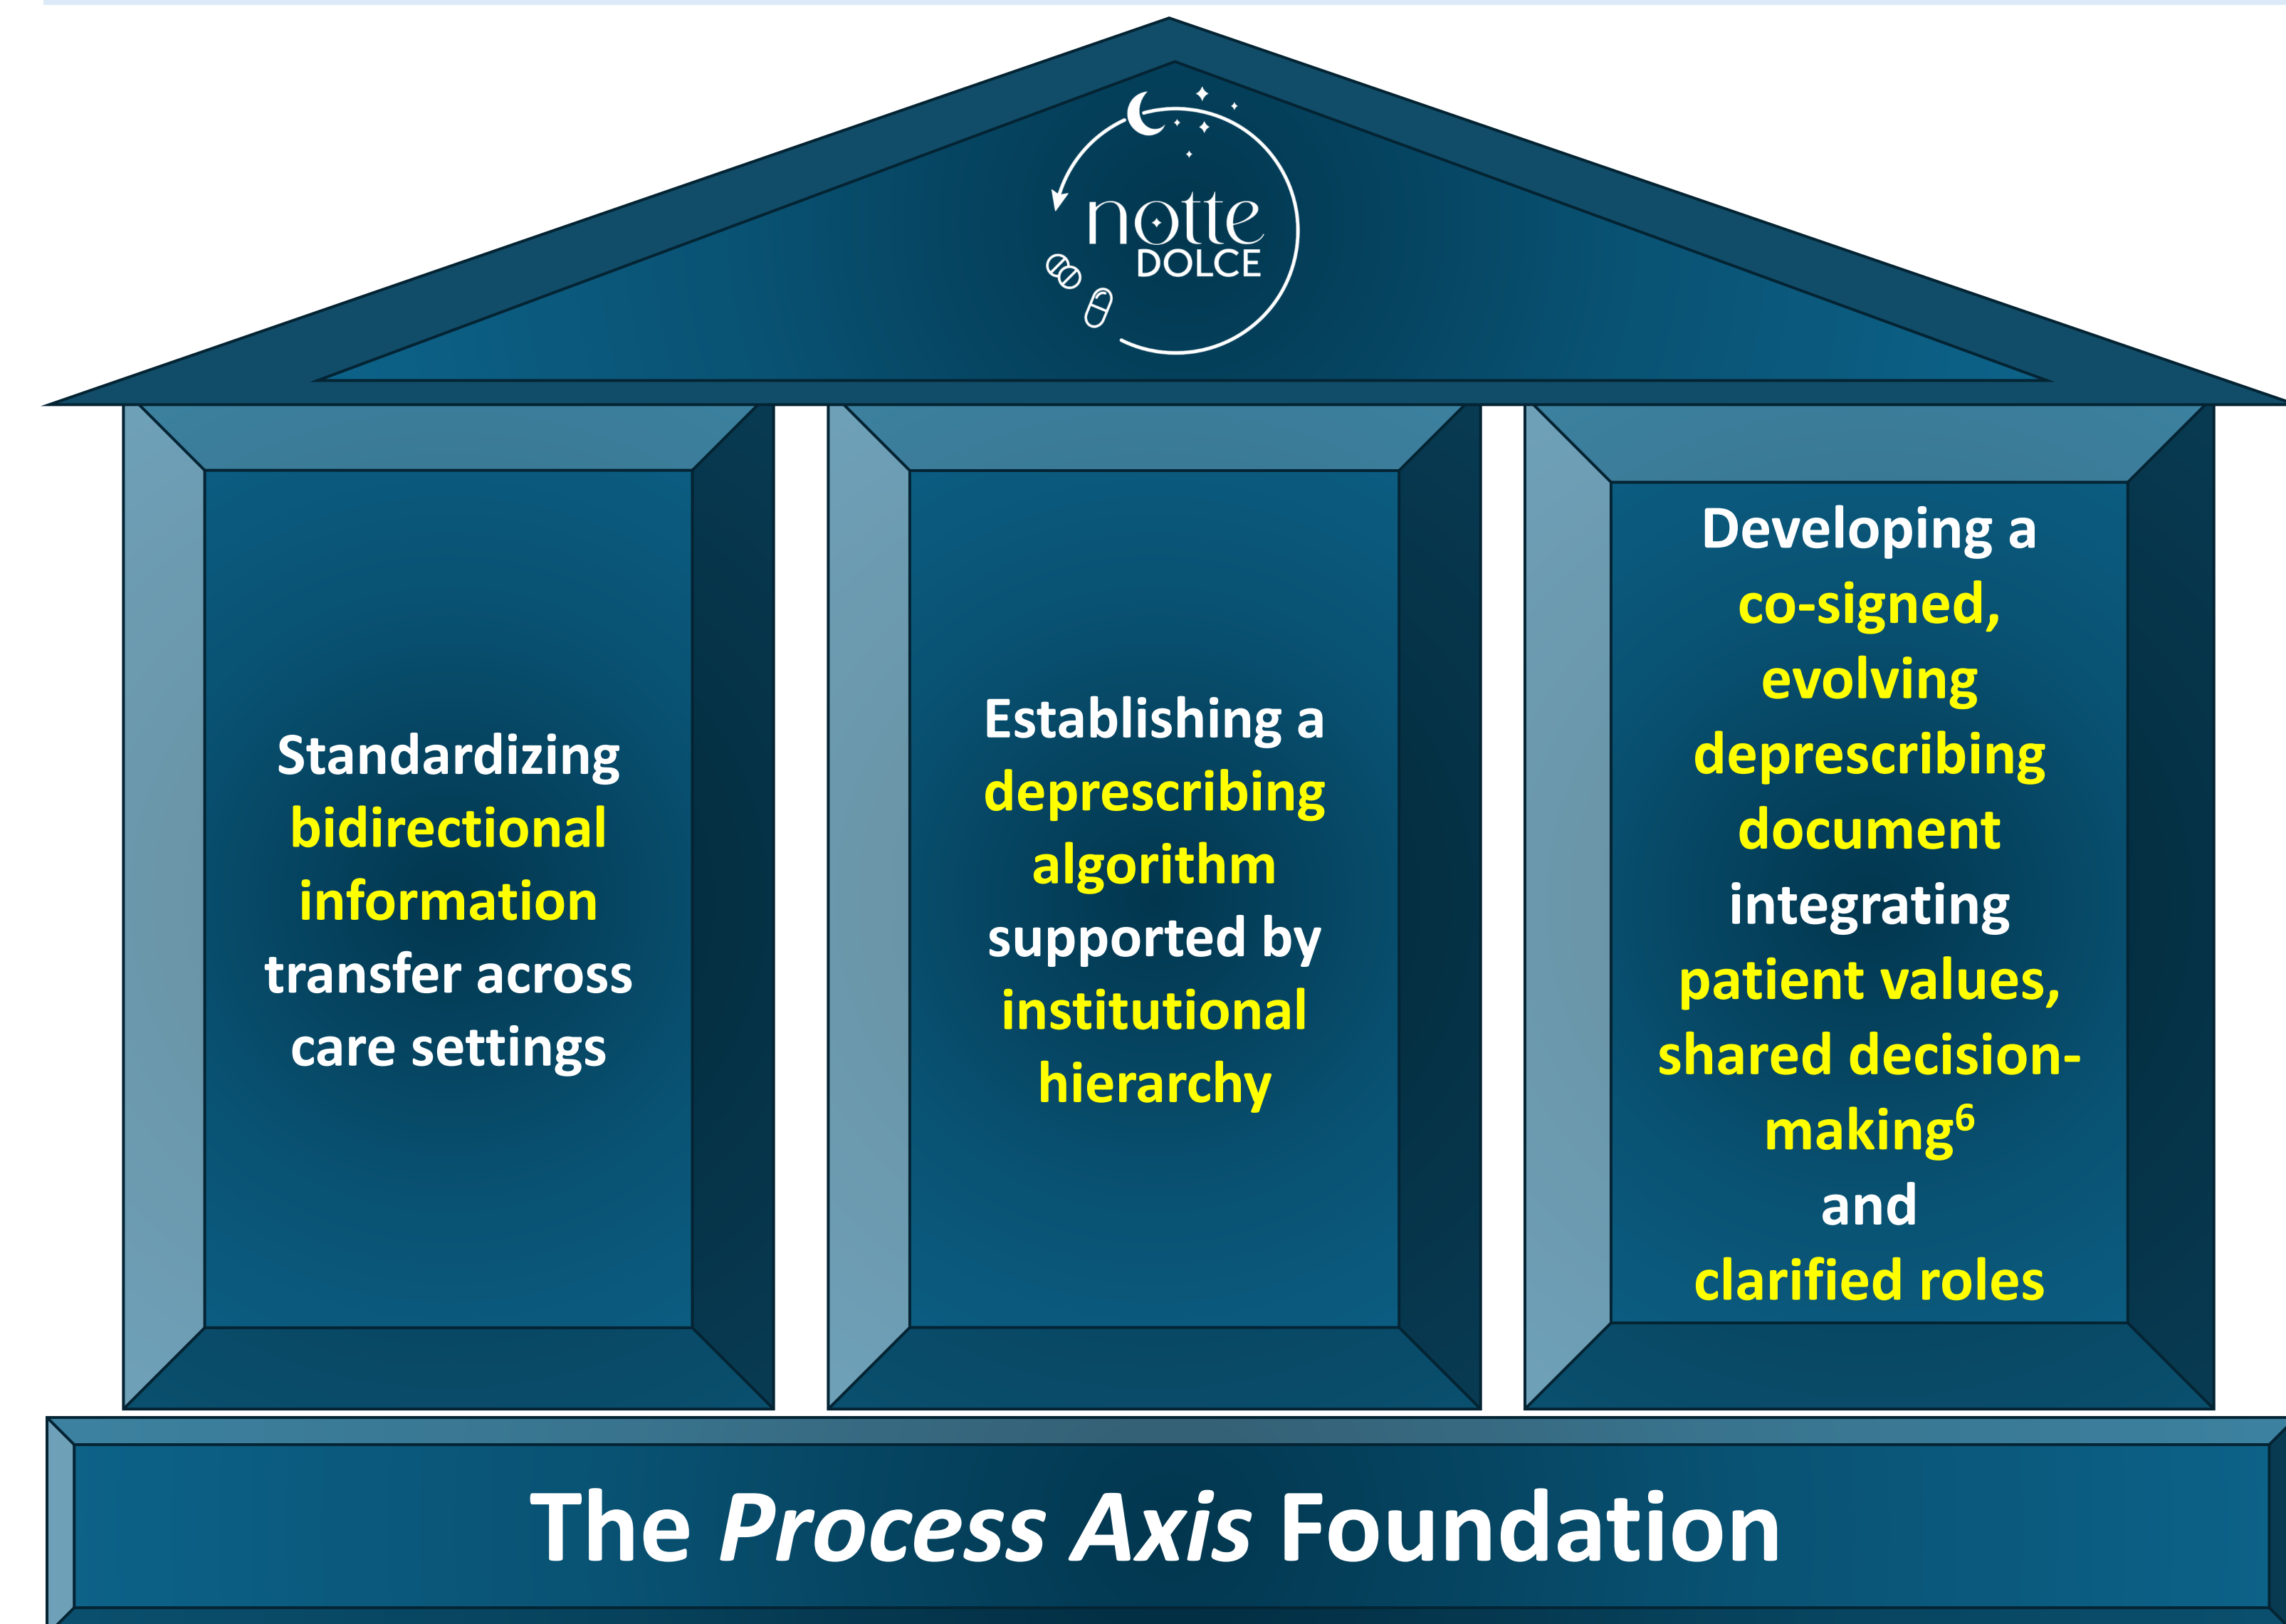 notte
DOLCE
Standardizing
bidirectional
information
transfer across
care settings
Establishing a
deprescribing
algorithm
supported by
institutional
hierarchy
Developing a
co-signed,
evolving
deprescribing
document
integrating
patient values,
shared decision-
making⁶
and
clarified roles
The Process Axis Foundation